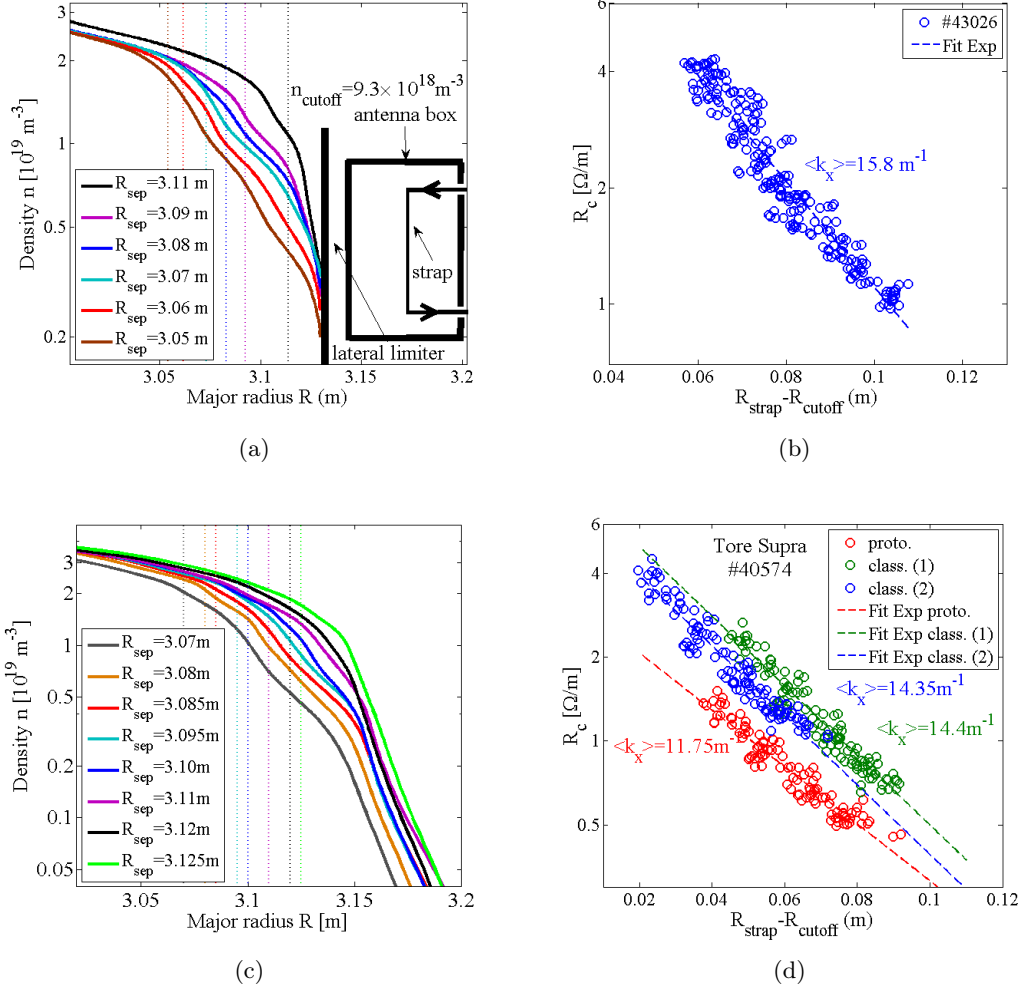 3
2
1
0.5
0.2
Density n [10^19 m^-3]
n_cutoff=9.3× 10^18 m^-3
antenna box
strap
lateral limiter
R_sep=3.11 m
R_sep=3.09 m
R_sep=3.08 m
R_sep=3.07 m
R_sep=3.06 m
R_sep=3.05 m
3.05 3.1 3.15 3.2
Major radius R (m)
(a)
6
4
2
1
R_c [Ω/m]
#43026
Fit Exp
<k_x>=15.8 m^-1
0.04 0.06 0.08 0.1 0.12
R_strap-R_cutoff (m)
(b)
3
2
1
0.5
0.2
0.1
0.05
Density n [10^19 m^-3]
R_sep=3.07m
R_sep=3.08m
R_sep=3.085m
R_sep=3.095m
R_sep=3.10m
R_sep=3.11m
R_sep=3.12m
R_sep=3.125m
3.05 3.1 3.15 3.2
Major radius R [m]
(c)
6
4
2
1
0.5
R_c [Ω/m]
Tore Supra
#40574
proto.
class. (1)
class. (2)
Fit Exp proto.
Fit Exp class. (1)
Fit Exp class. (2)
<k_x>=14.35m^-1
<k_x>=14.4m^-1
<k_x>=11.75m^-1
0.02 0.04 0.06 0.08 0.1 0.12
R_strap-R_cutoff (m)
(d)